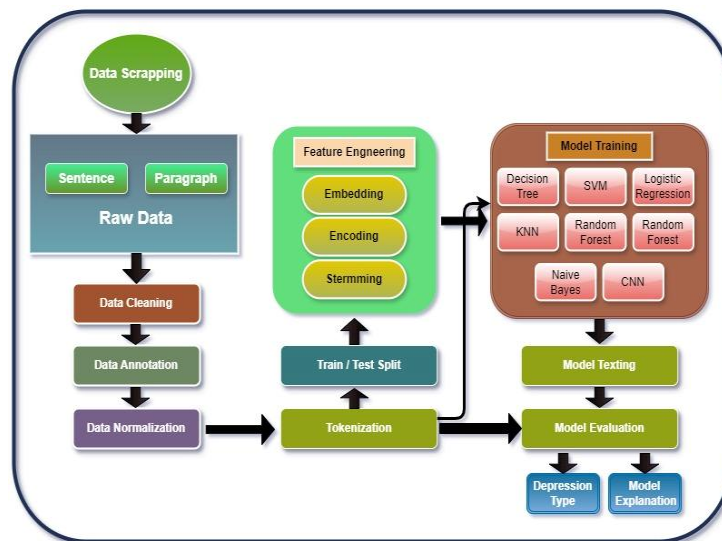 Data Scrapping
Sentence
Paragraph
Raw Data
Data Cleaning
Data Annotation
Data Normalization
Feature Engneering
Embedding
Encoding
Stermming
Train / Test Split
Tokenization
Model Training
Decision
Tree
SVM
Logistic
Regression
KNN
Random
Forest
Random
Forest
Naive
Bayes
CNN
Model Texting
Model Evaluation
Depression
Type
Model
Explanation